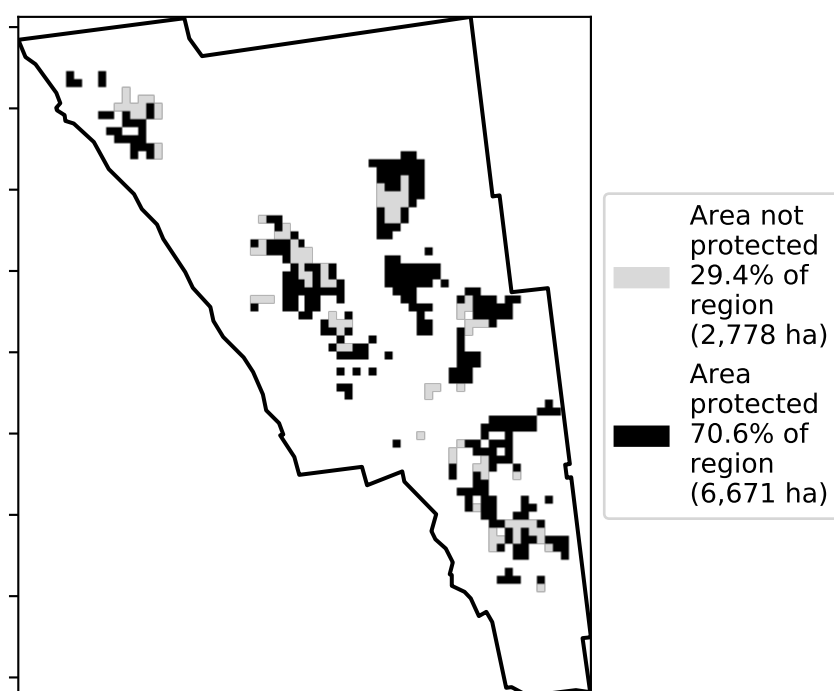 Area not
protected
29.4% of
region
(2,778 ha)
Area
protected
70.6% of
region
(6,671 ha)